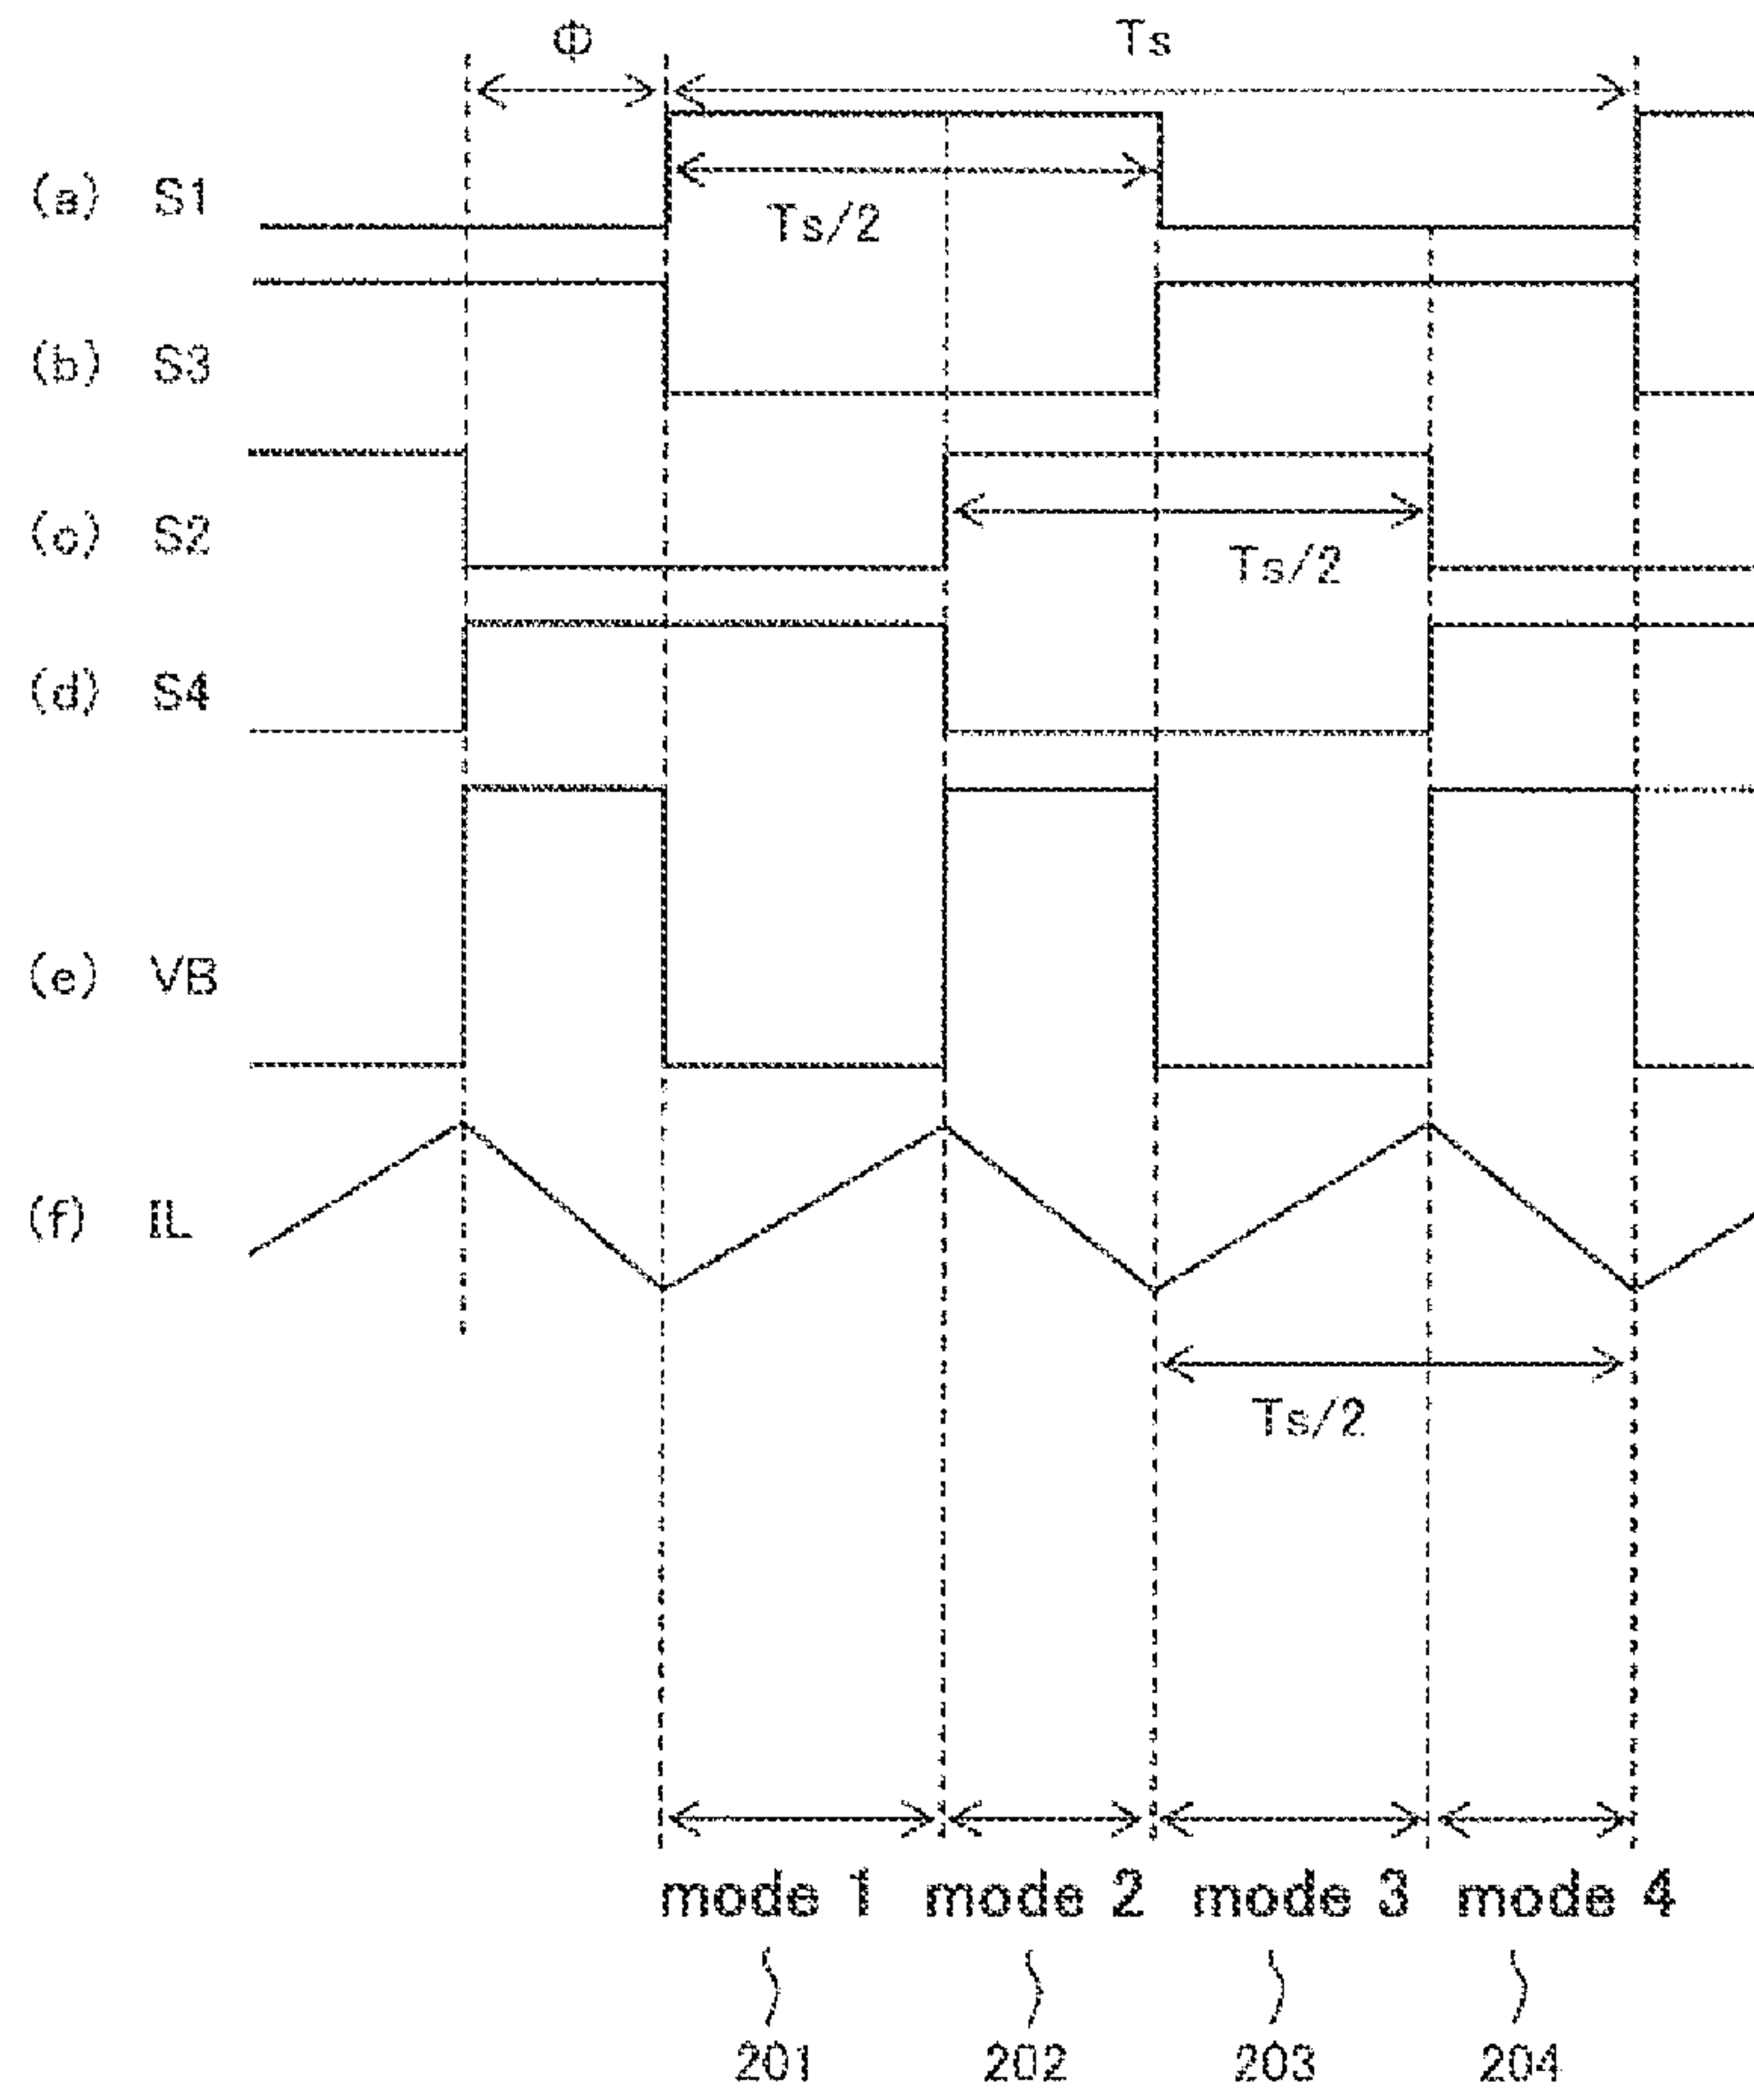 Φ Ts
(a) S1
Ts/2
(b) S3
(c) S2
Ts/2
(d) S4
(e) VB
(f) IL
Ts/2
mode 1 mode 2 mode 3 mode 4
201 202 203 204